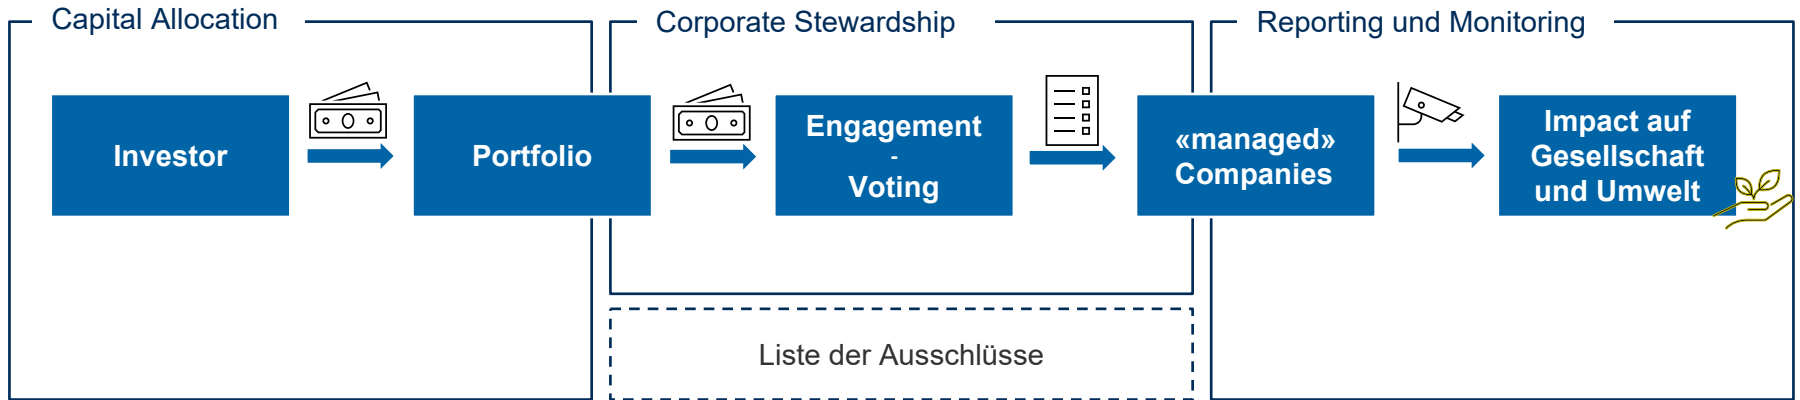 Capital Allocation
Corporate Stewardship
Reporting und Monitoring
Investor
Portfolio
Engagement
-
Voting
«managed»
Companies
Impact auf
Gesellschaft
und Umwelt
Liste der Ausschlüsse